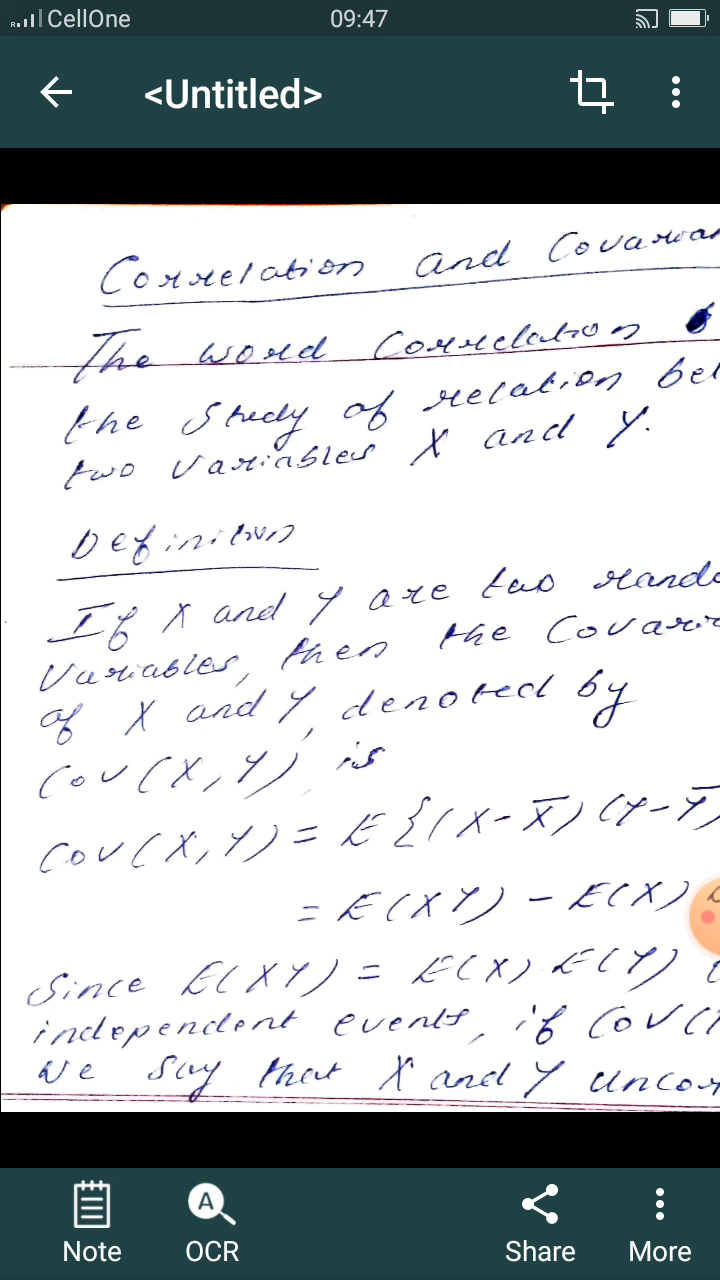 CellOne
09:47
<Untitled>
Correlation and Covarian
The word Correlation
the study of relation bet
two variables X and Y.
Definition
If X and Y are two rando
Variables, then the Covaria
of X and Y, denoted by
Cov(X,Y) is
Cov(X,Y) = E{(X-X̅)(Y-Y̅)
= E(XY) - E(X)
Since E(XY) = E(X).E(Y)
independent events, if Cov(
We say that X and Y uncor
Note
OCR
Share
More